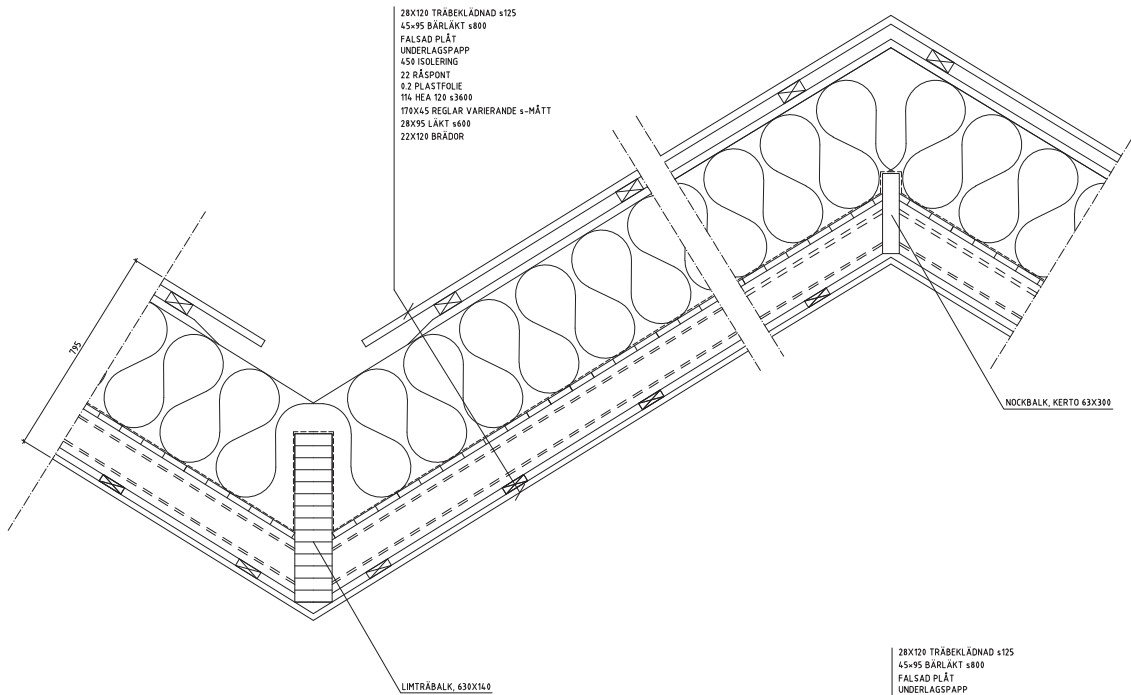 28X120 TRÄBEKLÄDNAD s125
45x95 BÄRLÄKT s800
FALSAD PLÅT
UNDERLAGSPAPP
450 ISOLERING
22 RÅSPONT
0.2 PLASTFOLIE
114 HEA 120 s3600
170X45 REGLAR VARIERANDE s-MÅTT
28X95 LÄKT s600
22X120 BRÄDOR
795
NOCKBALK, KERTO 63X300
LIMTRÄBALK, 630X140
28X120 TRÄBEKLÄDNAD s125
45x95 BÄRLÄKT s800
FALSAD PLÅT
UNDERLAGSPAPP